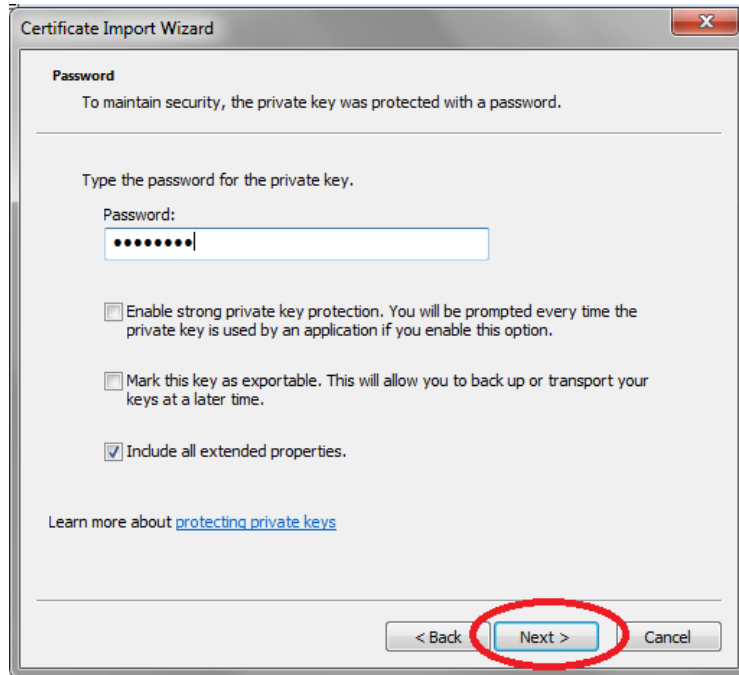 Certificate Import Wizard
Password
To maintain security, the private key was protected with a password.
Type the password for the private key.
Password:
••••••••
Enable strong private key protection. You will be prompted every time the
private key is used by an application if you enable this option.
Mark this key as exportable. This will allow you to back up or transport your
keys at a later time.
Include all extended properties.
Learn more about protecting private keys
< Back Next > Cancel